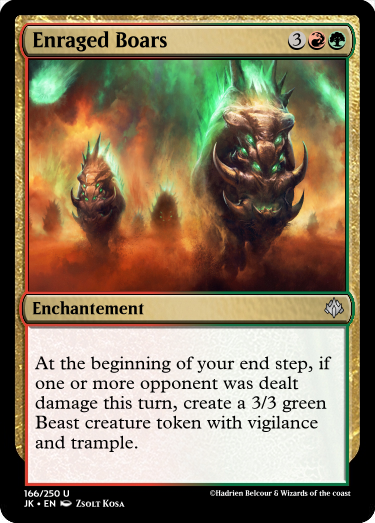 Enraged Boars 3
Enchantement
At the beginning of your end step, if
one or more opponent was dealt
damage this turn, create a 3/3 green
Beast creature token with vigilance
and trample.
166/250 U
©Hadrien Belcour & Wizards of the coast
JK • EN Zsolt Kosa